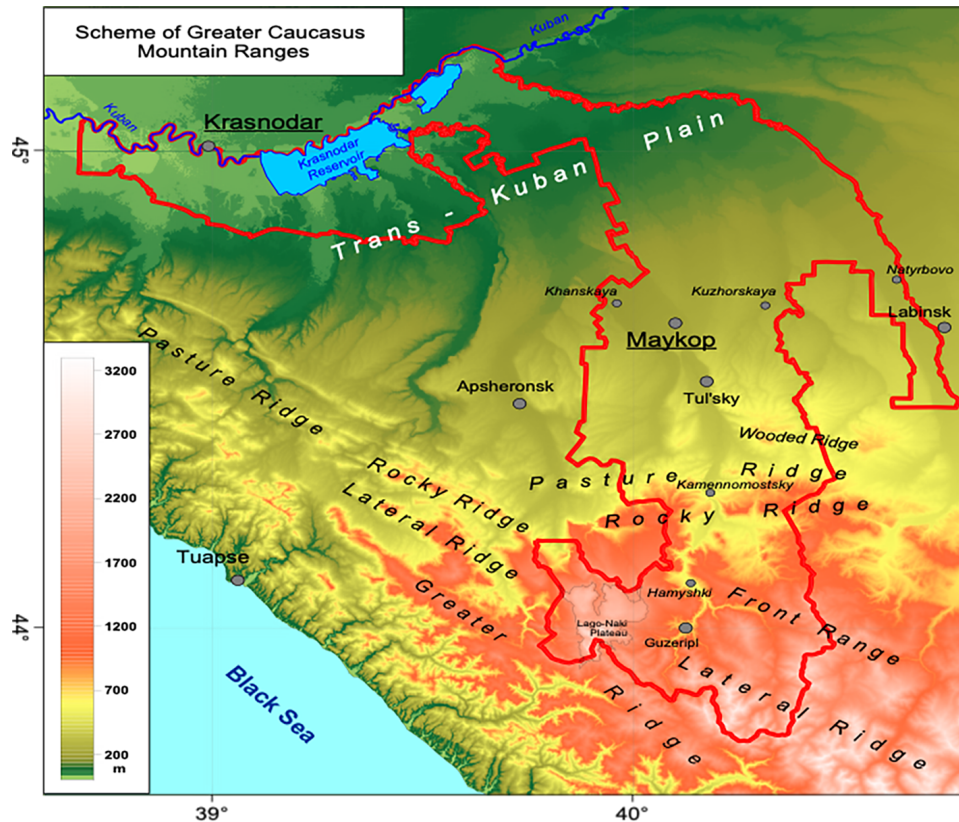 Scheme of Greater Caucasus
Mountain Ranges
Kuban
Kuban
Krasnodar
45°
Krasnodar
Reservoir
Trans - Kuban Plain
Natyrbovo
Khanskaya
Kuzhorskaya
Labinsk
Maykop
Pasture Ridge
3200
2700
2200
1700
1200
700
200
m
Apsheronsk
Tul'sky
Wooded Ridge
Pasture Ridge
Kamennomostsky
Rocky Ridge
Rocky Ridge
Lateral Ridge
Tuapse
Greater Ridge
Hamyshki
Front Range
Lago-Naki
Plateau
Guzeripl
44°
Lateral Ridge
Black Sea
39°
40°